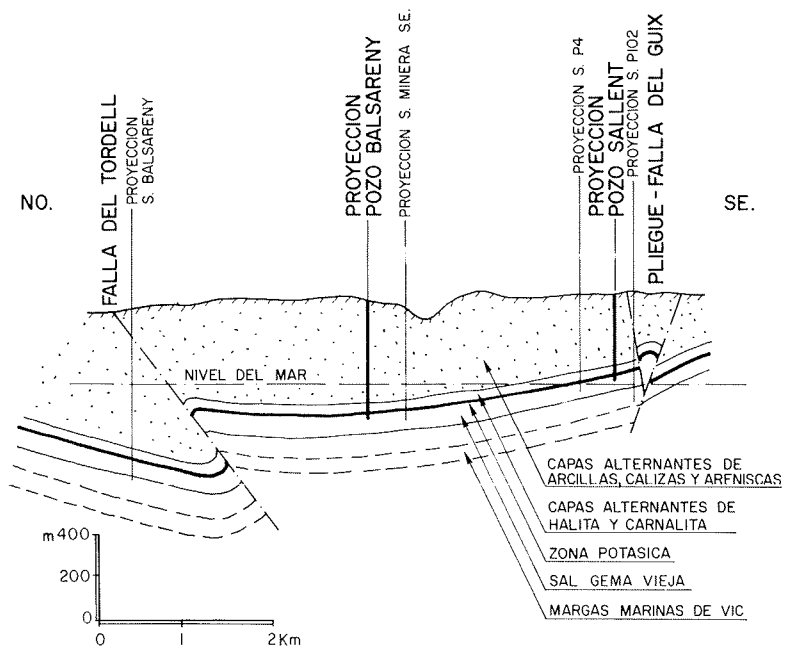 NO.
FALLA DEL TORDELL
PROYECCION
S. BALSARENY
PROYECCION
POZO BALSARENY
PROYECCION S. MINERA S.E.
PROYECCION S. P4
PROYECCION
POZO SALLENT
PROYECCION S. P102
PLIEGUE - FALLA DEL GUIX
SE.
NIVEL DEL MAR
CAPAS ALTERNANTES DE
ARCILLAS, CALIZAS Y ARENISCAS
CAPAS ALTERNANTES DE
HALITA Y CARNALITA
ZONA POTASICA
SAL GEMA VIEJA
MARGAS MARINAS DE VIC
m 400
200
0
0 1 2 Km